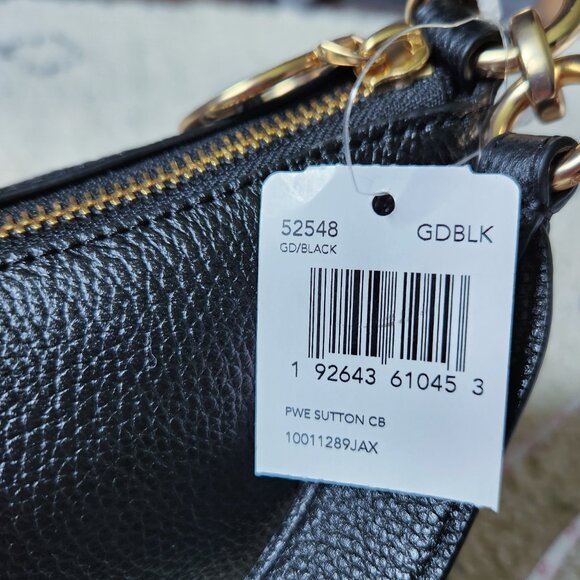 52548 GDBLK
GD/BLACK
1 92643 61045 3
PWE SUTTON CB
10011289JAX